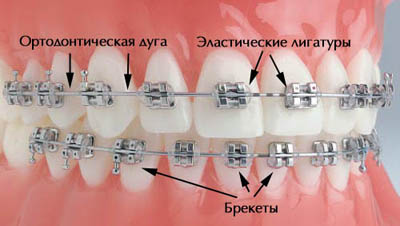 Ортодонтическая дуга
Эластические лигатуры
Брекеты